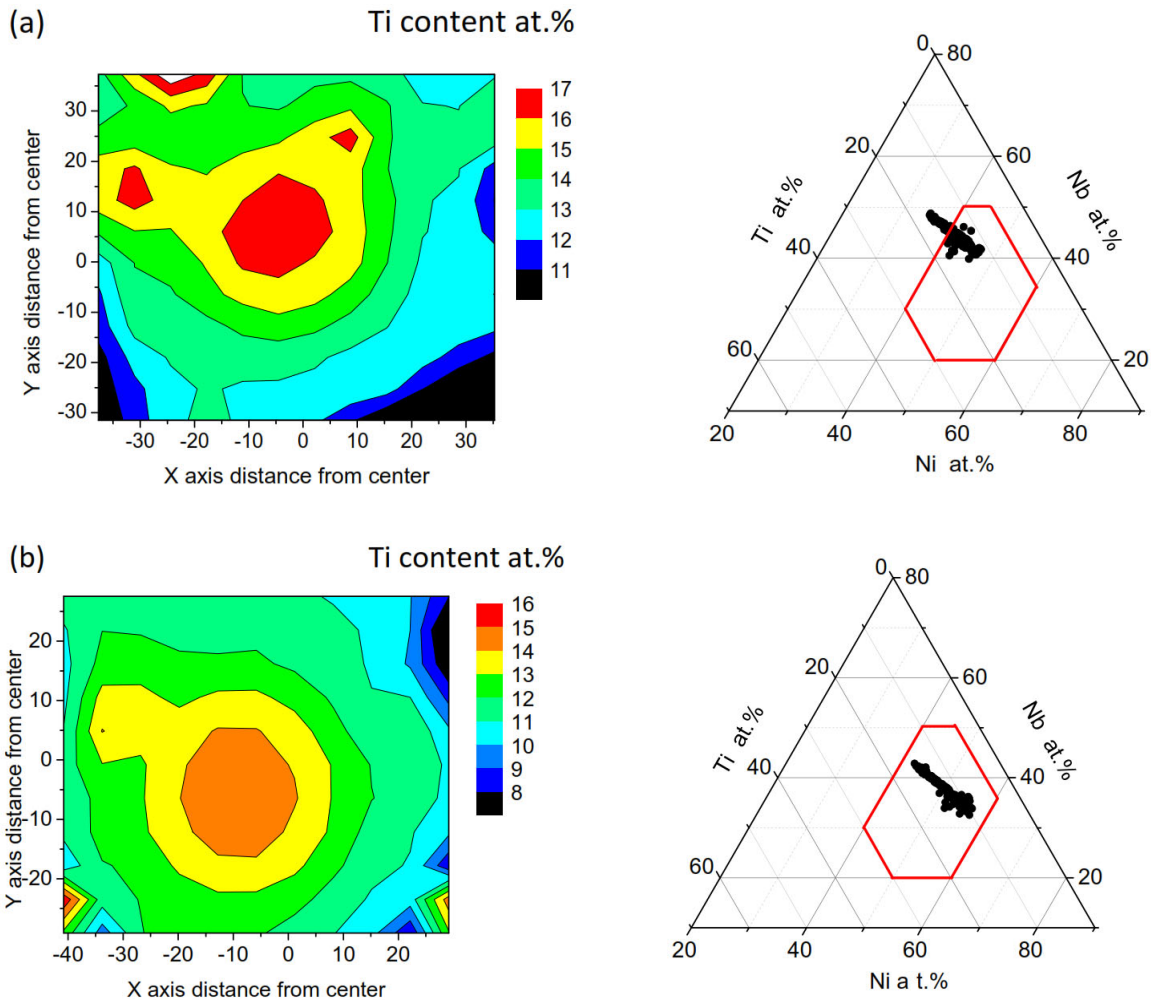 (a)
Ti content at.%
17
16
15
14
13
12
11
30
20
10
0
-10
-20
-30
Y axis distance from center
-30 -20 -10 0 10 20 30
X axis distance from center
0
80
20
60
40
40
60
20
20 40 60 80
Ti at.%
Nb at.%
Ni at.%
(b)
Ti content at.%
16
15
14
13
12
11
10
9
8
20
10
0
-10
-20
Y axis distance from center
-40 -30 -20 -10 0 10 20
X axis distance from center
0
80
20
60
40
40
60
20
20 40 60 80
Ti at.%
Nb at.%
Ni a t.%